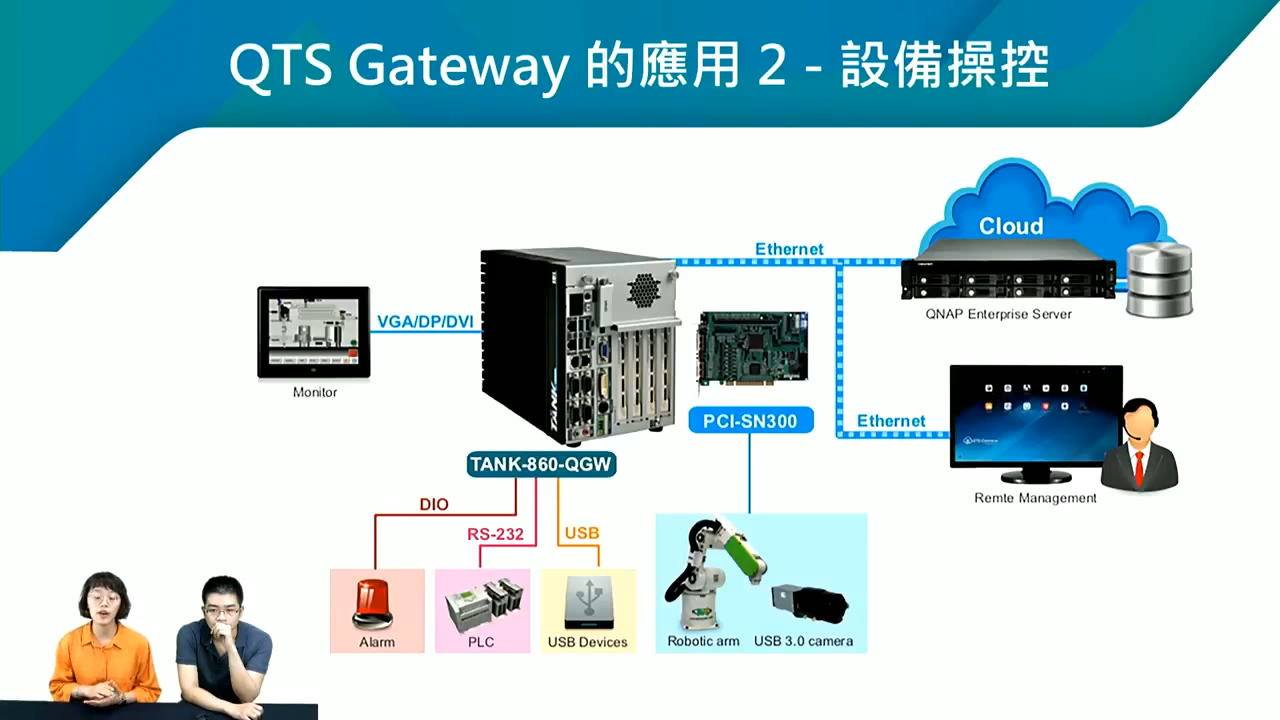 QTS Gateway 的應用 2 - 設備操控
Cloud
Ethernet
QNAP Enterprise Server
VGA/DP/DVI
Monitor
TANK
PCI-SN300
Ethernet
Remte Management
TANK-860-QGW
DIO
RS-232
USB
Alarm
PLC
USB Devices
Robotic arm
USB 3.0 camera